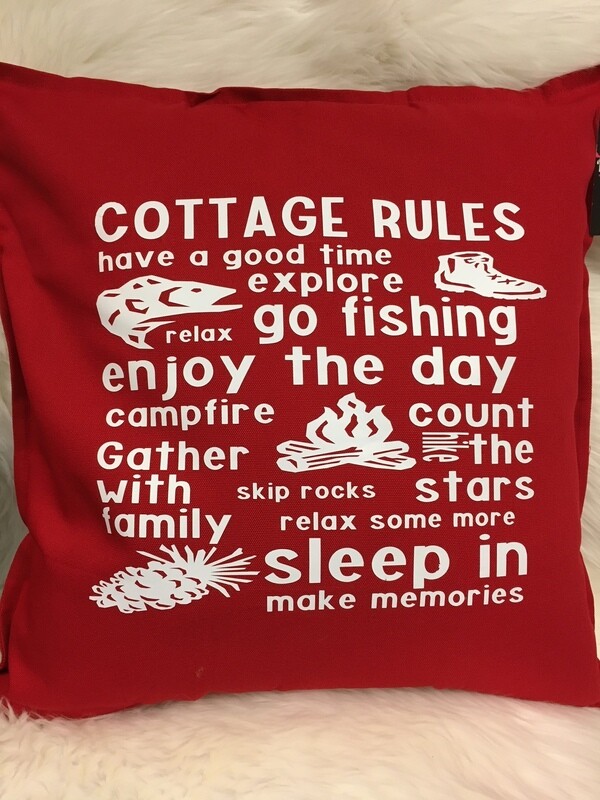 COTTAGE RULES
have a good time
explore
relax go fishing
enjoy the day
campfire
count
the
stars
hike
Gather
with
family
skip rocks
relax some more
sleep in
make memories